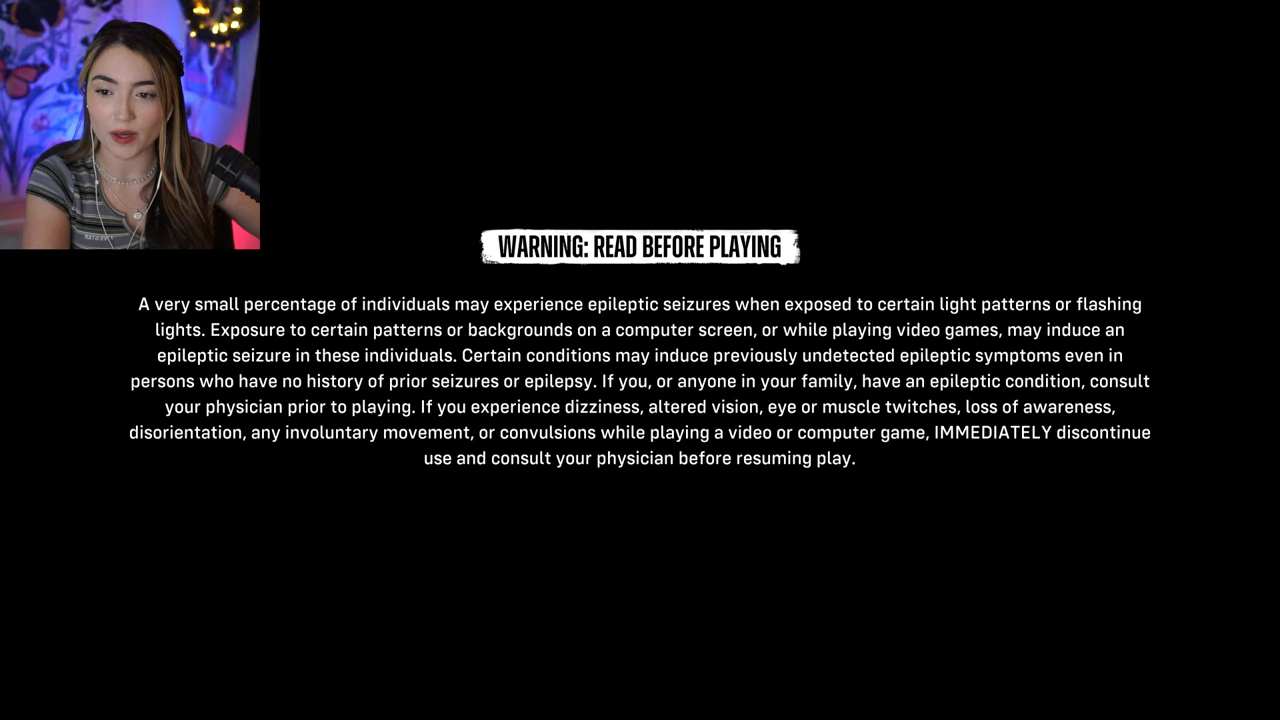 WARNING: READ BEFORE PLAYING
A very small percentage of individuals may experience epileptic seizures when exposed to certain light patterns or flashing
lights. Exposure to certain patterns or backgrounds on a computer screen, or while playing video games, may induce an
epileptic seizure in these individuals. Certain conditions may induce previously undetected epileptic symptoms even in
persons who have no history of prior seizures or epilepsy. If you, or anyone in your family, have an epileptic condition, consult
your physician prior to playing. If you experience dizziness, altered vision, eye or muscle twitches, loss of awareness,
disorientation, any involuntary movement, or convulsions while playing a video or computer game, IMMEDIATELY discontinue
use and consult your physician before resuming play.